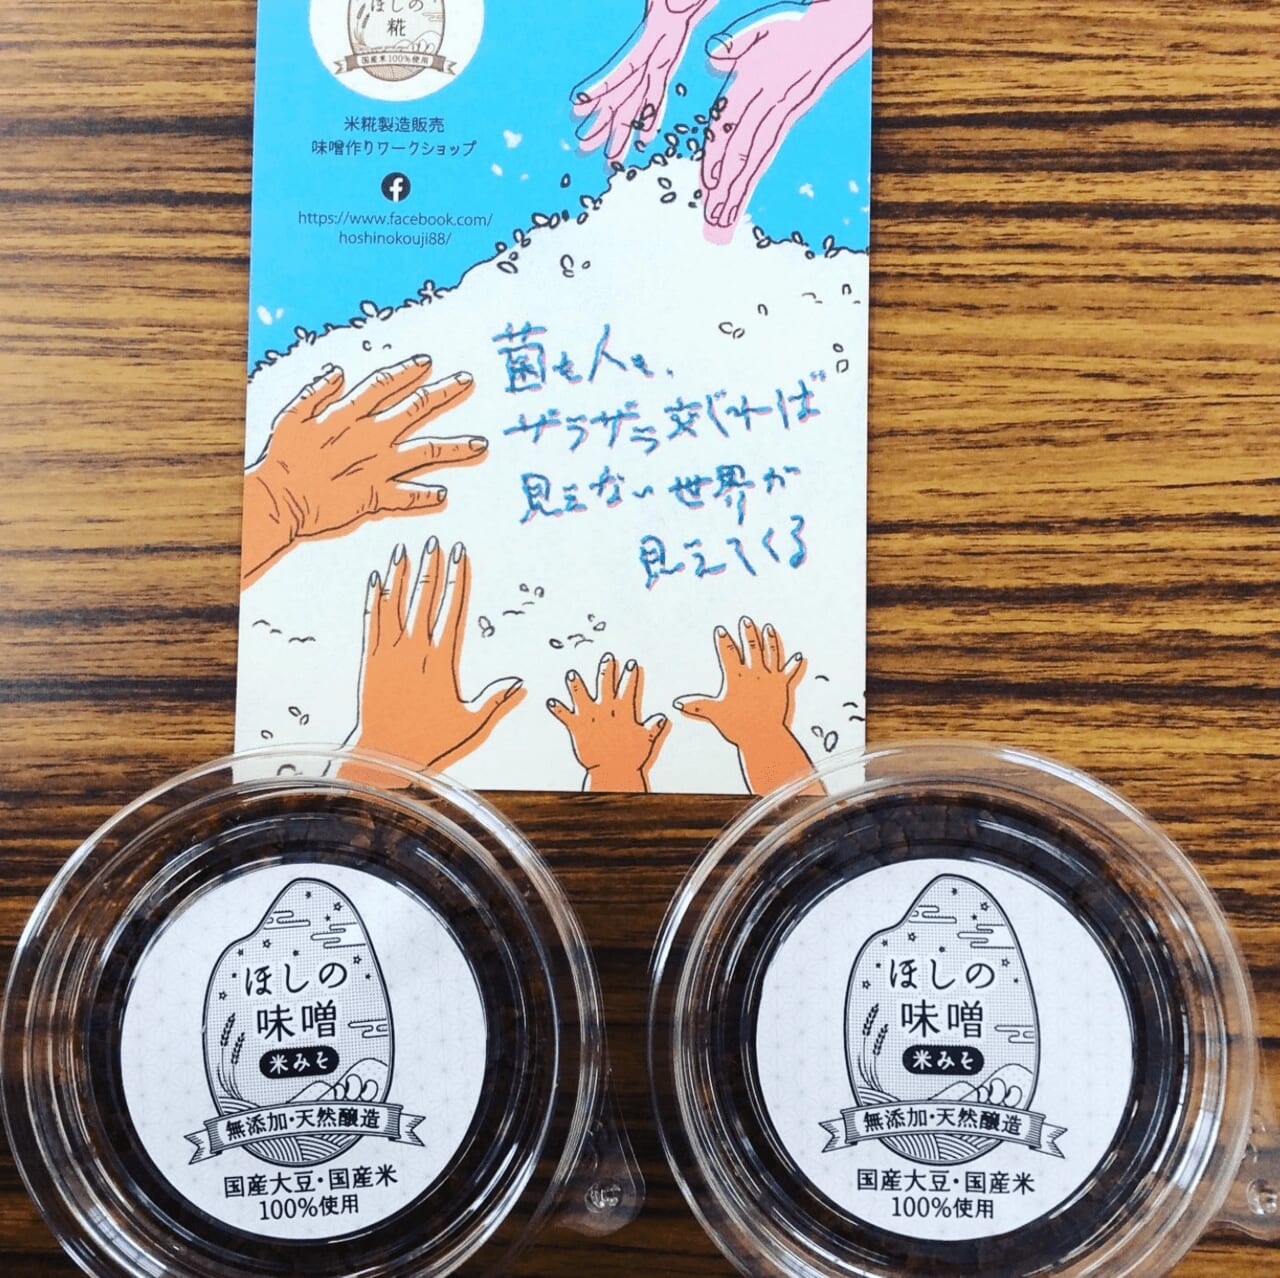 ほしの
糀
国産米100%使用
米糀製造販売
味噌作りワークショップ
https://www.facebook.com/
hoshinokouji88/
菌も人も、
ザラザラ交じれば
見えない世界が
見えてくる
ほしの
味噌
米みそ
無添加・天然醸造
国産大豆・国産米
100%使用
ほしの
味噌
米みそ
無添加・天然醸造
国産大豆・国産米
100%使用